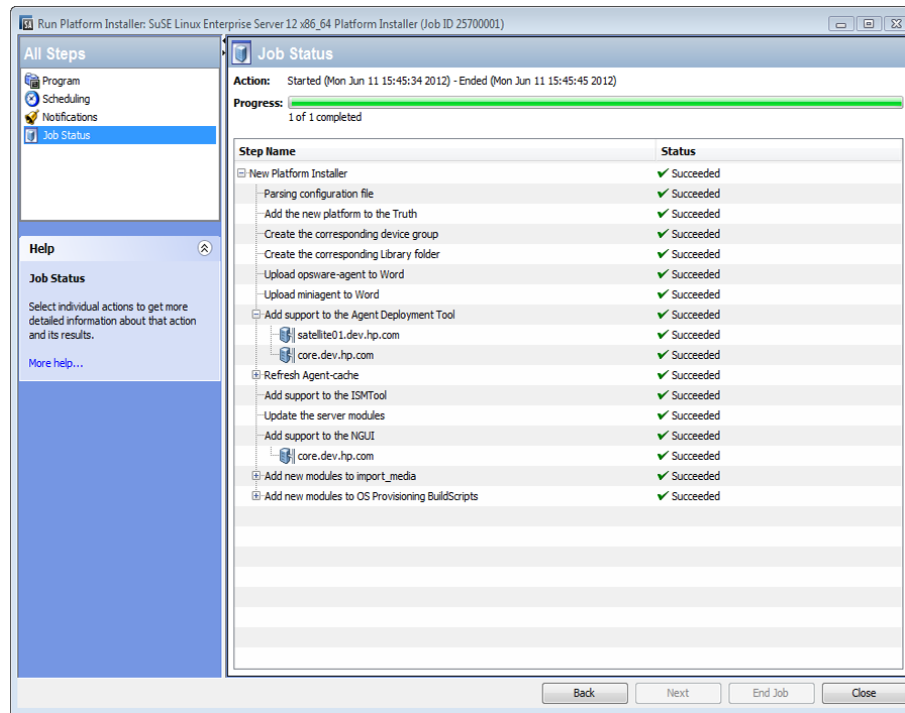 Run Platform Installer: SuSE Linux Enterprise Server 12 x86_64 Platform Installer (Job ID 25700001)
All Steps
Program
Scheduling
Notifications
Job Status
Help
Job Status
Select individual actions to get more
detailed information about that action
and its results.
More help...
Job Status
Action: Started (Mon Jun 11 15:45:34 2012) - Ended (Mon Jun 11 15:45:45 2012)
Progress:
1 of 1 completed
Step Name Status
New Platform Installer Succeeded
Parsing configuration file Succeeded
Add the new platform to the Truth Succeeded
Create the corresponding device group Succeeded
Create the corresponding Library folder Succeeded
Upload opsware-agent to Word Succeeded
Upload miniagent to Word Succeeded
Add support to the Agent Deployment Tool Succeeded
satellite01.dev.hp.com Succeeded
core.dev.hp.com Succeeded
Refresh Agent-cache Succeeded
Add support to the ISMTool Succeeded
Update the server modules Succeeded
Add support to the NGUI Succeeded
core.dev.hp.com Succeeded
Add new modules to import_media Succeeded
Add new modules to OS Provisioning BuildScripts Succeeded
Back Next End Job Close